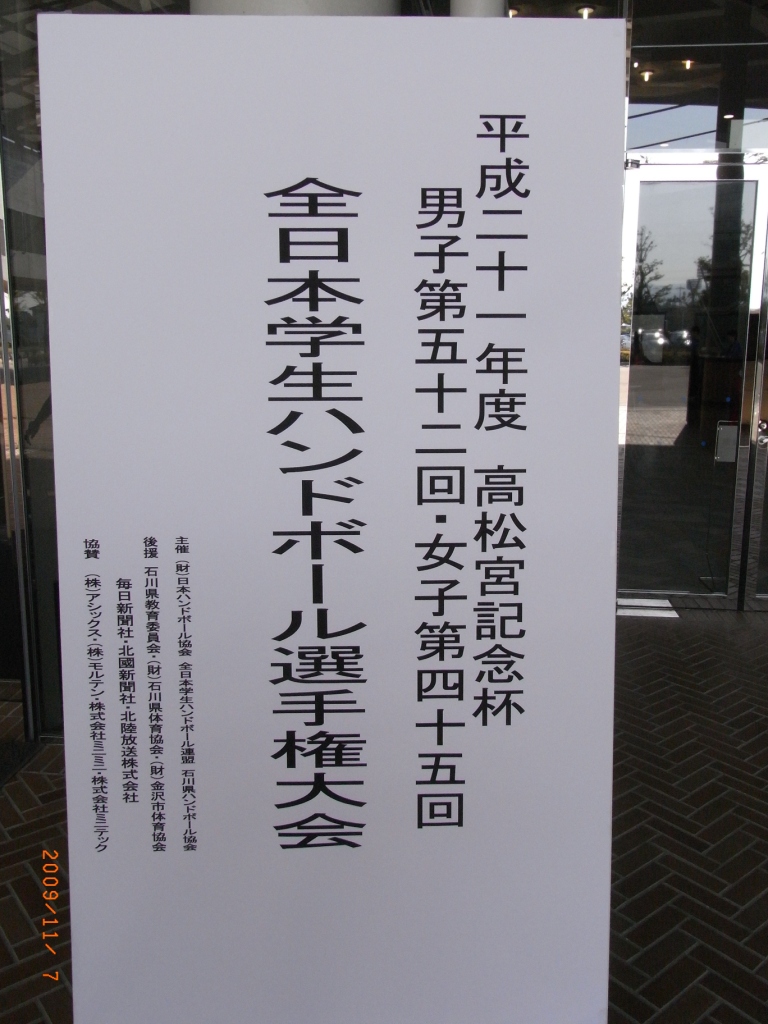 平成二十一年度 高松宮記念杯
男子第五十二回・女子第四十五回
全日本学生ハンドボール選手権大会
主催 (財)日本ハンドボール協会 全日本学生ハンドボール連盟 石川県ハンドボール協会
後援 石川県教育委員会・(財)石川県体育協会・(財)金沢市体育協会
毎日新聞社・北國新聞社・北陸放送株式会社
協賛 (株)アシックス・(株)モルテン・株式会社ミニミニ・株式会社ミニテック
2009/11/ 7